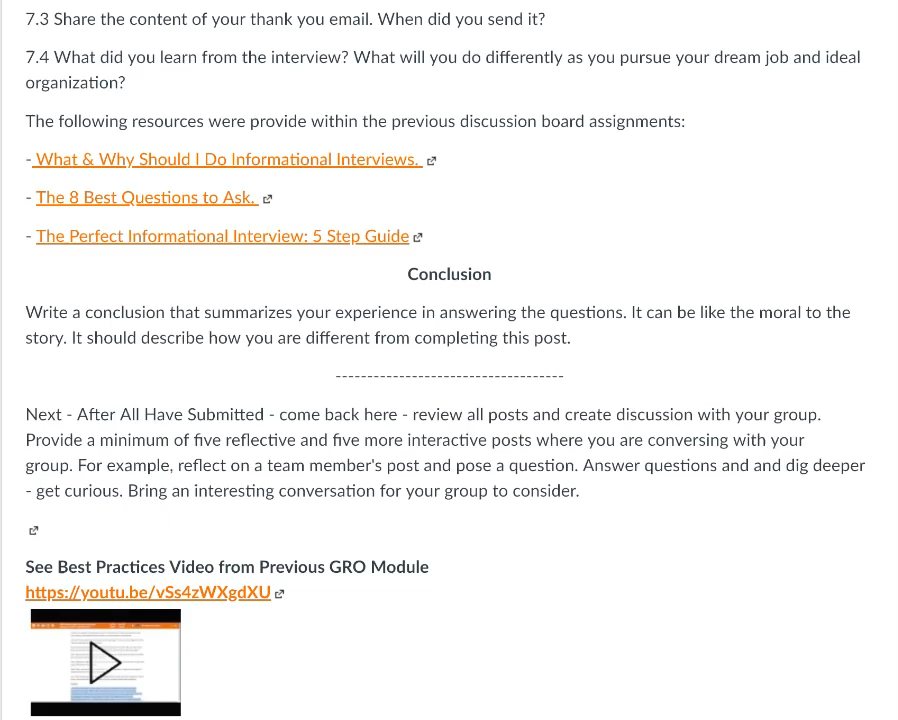 7.3 Share the content of your thank you email. When did you send it?
7.4 What did you learn from the interview? What will you do differently as you pursue your dream job and ideal
organization?
The following resources were provide within the previous discussion board assignments:
- What & Why Should I Do Informational Interviews.
- The 8 Best Questions to Ask.
- The Perfect Informational Interview: 5 Step Guide
Conclusion
Write a conclusion that summarizes your experience in answering the questions. It can be like the moral to the
story. It should describe how you are different from completing this post.
------------------------------------
Next - After All Have Submitted - come back here - review all posts and create discussion with your group.
Provide a minimum of five reflective and five more interactive posts where you are conversing with your
group. For example, reflect on a team member's post and pose a question. Answer questions and and dig deeper
- get curious. Bring an interesting conversation for your group to consider.
See Best Practices Video from Previous GRO Module
https://youtu.be/vSs4zWXgdXU